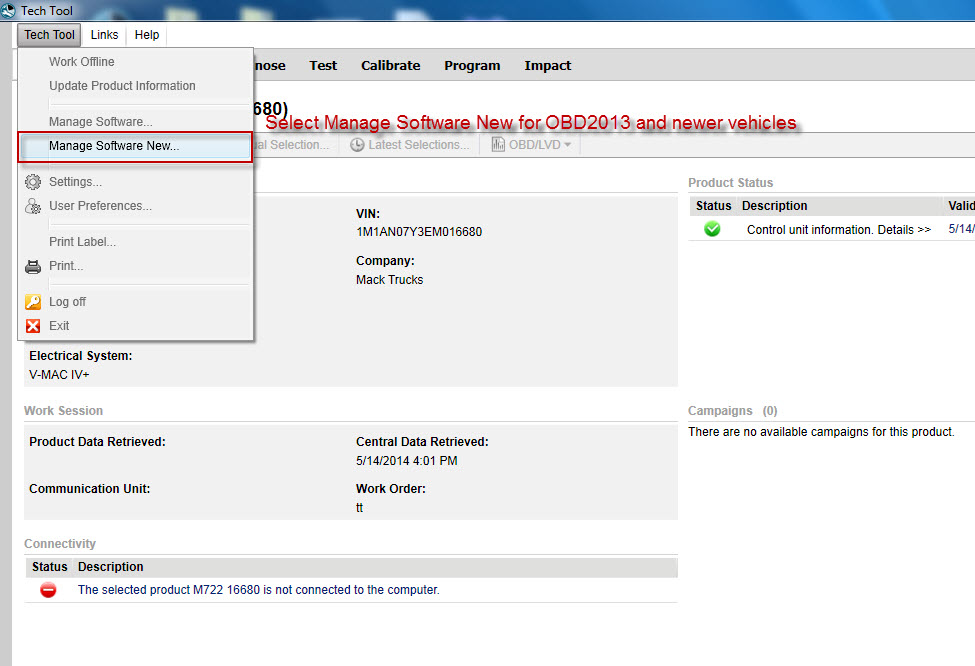 Tech Tool
Tech Tool Links Help
Work Offline
Update Product Information
Manage Software...
Manage Software New...
Settings...
User Preferences...
Print Label...
Print...
Log off
Exit
nose Test Calibrate Program Impact
680)
Select Manage Software New for OBD2013 and newer vehicles
ual Selection... Latest Selections... OBD/LVD
VIN:
1M1AN07Y3EM016680
Company:
Mack Trucks
Electrical System:
V-MAC IV+
Work Session
Product Data Retrieved: Central Data Retrieved:
5/14/2014 4:01 PM
Communication Unit: Work Order:
tt
Connectivity
Status Description
The selected product M722 16680 is not connected to the computer.
Product Status
Status Description Valid
Control unit information. Details >> 5/14/
Campaigns (0)
There are no available campaigns for this product.